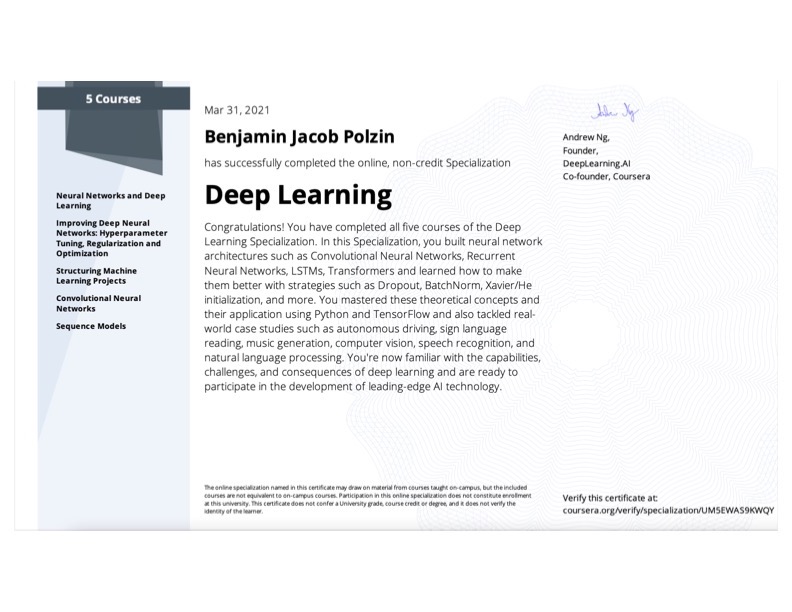 5 Courses
Neural Networks and Deep
Learning
Improving Deep Neural
Networks: Hyperparameter
Tuning, Regularization and
Optimization
Structuring Machine
Learning Projects
Convolutional Neural
Networks
Sequence Models
Mar 31, 2021
Benjamin Jacob Polzin
has successfully completed the online, non-credit Specialization
Deep Learning
Congratulations! You have completed all five courses of the Deep
Learning Specialization. In this Specialization, you built neural network
architectures such as Convolutional Neural Networks, Recurrent
Neural Networks, LSTMs, Transformers and learned how to make
them better with strategies such as Dropout, BatchNorm, Xavier/He
initialization, and more. You mastered these theoretical concepts and
their application using Python and TensorFlow and also tackled real-
world case studies such as autonomous driving, sign language
reading, music generation, computer vision, speech recognition, and
natural language processing. You're now familiar with the capabilities,
challenges, and consequences of deep learning and are ready to
participate in the development of leading-edge AI technology.
The online specialization named in this certificate may draw on material from courses taught on-campus, but the included
courses are not equivalent to on-campus courses. Participation in this online specialization does not constitute enrollment
at this university. This certificate does not confer a University grade, course credit or degree, and it does not verify the
identity of the learner.
Andrew Ng
Andrew Ng,
Founder,
DeepLearning.AI
Co-founder, Coursera
Verify this certificate at:
coursera.org/verify/specialization/UM5EWAS9KWQY